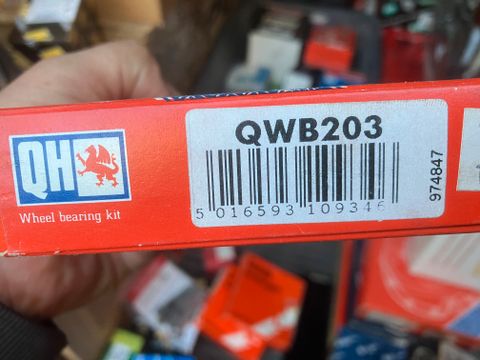 QH
Wheel bearing kit
QWB203
5 016593 109346
974847